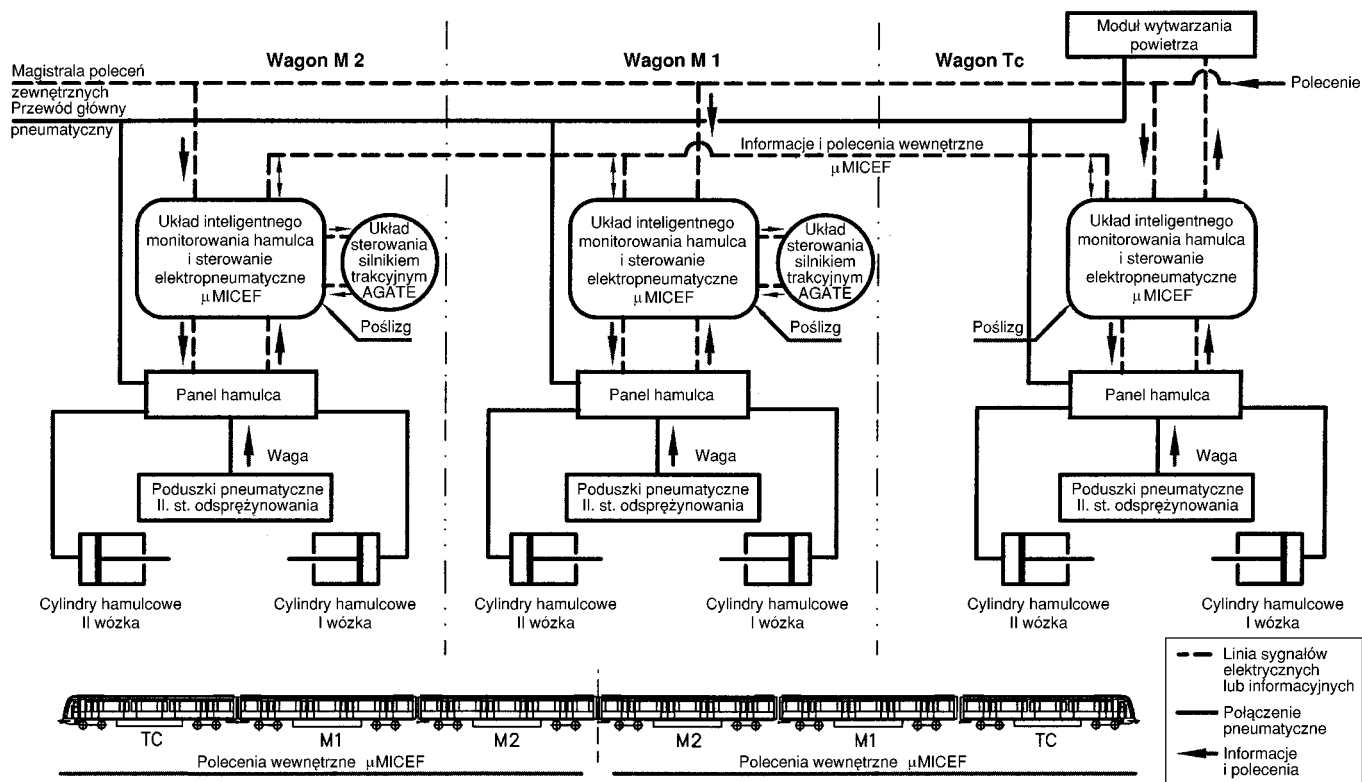 Moduł wytwarzania
powietrza
Wagon M 2
Wagon M 1
Wagon Tc
Magistrala poleceń
zewnętrznych
Polecenie
Przewód główny
pneumatyczny
Informacje i polecenia wewnętrzne
μMICEF
Układ inteligentnego
monitorowania hamulca
i sterowanie
elektropneumatyczne
μMICEF
Układ
sterowania
silnikiem
trakcyjnym
AGATE
Układ inteligentnego
monitorowania hamulca
i sterowanie
elektropneumatyczne
μMICEF
Układ
sterowania
silnikiem
trakcyjnym
AGATE
Układ inteligentnego
monitorowania hamulca
i sterowanie
elektropneumatyczne
μMICEF
Poślizg
Poślizg
Poślizg
Panel hamulca
Panel hamulca
Panel hamulca
Waga
Waga
Waga
Poduszki pneumatyczne
II. st. odsprężynowania
Poduszki pneumatyczne
II. st. odsprężynowania
Poduszki pneumatyczne
II. st. odsprężynowania
Cylindry hamulcowe
II wózka
Cylindry hamulcowe
I wózka
Cylindry hamulcowe
II wózka
Cylindry hamulcowe
I wózka
Cylindry hamulcowe
II wózka
Cylindry hamulcowe
I wózka
Linia sygnałów
elektrycznych
lub informacyjnych
Połączenie
pneumatyczne
Informacje
i polecenia
TC
M1
M2
M2
M1
TC
Polecenia wewnętrzne μMICEF
Polecenia wewnętrzne μMICEF